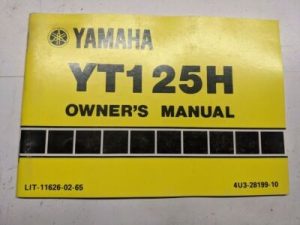 YAMAHA
YT125H
OWNER'S MANUAL
LIT-11626-02-65 4U3-28199-10